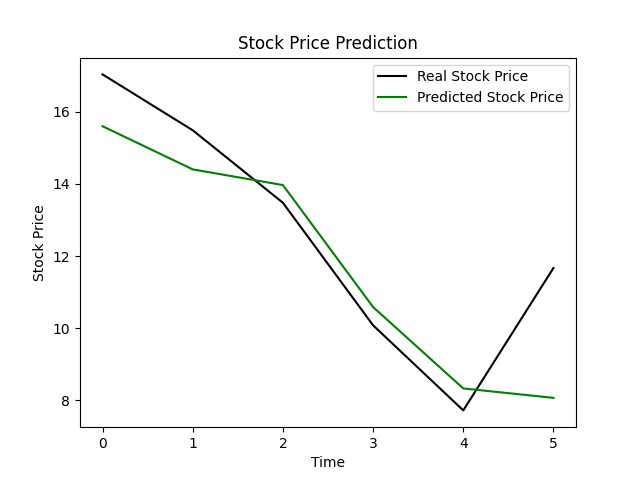 Stock Price Prediction
Real Stock Price
Predicted Stock Price
16
14
12
10
8
Stock Price
0 1 2 3 4 5
Time